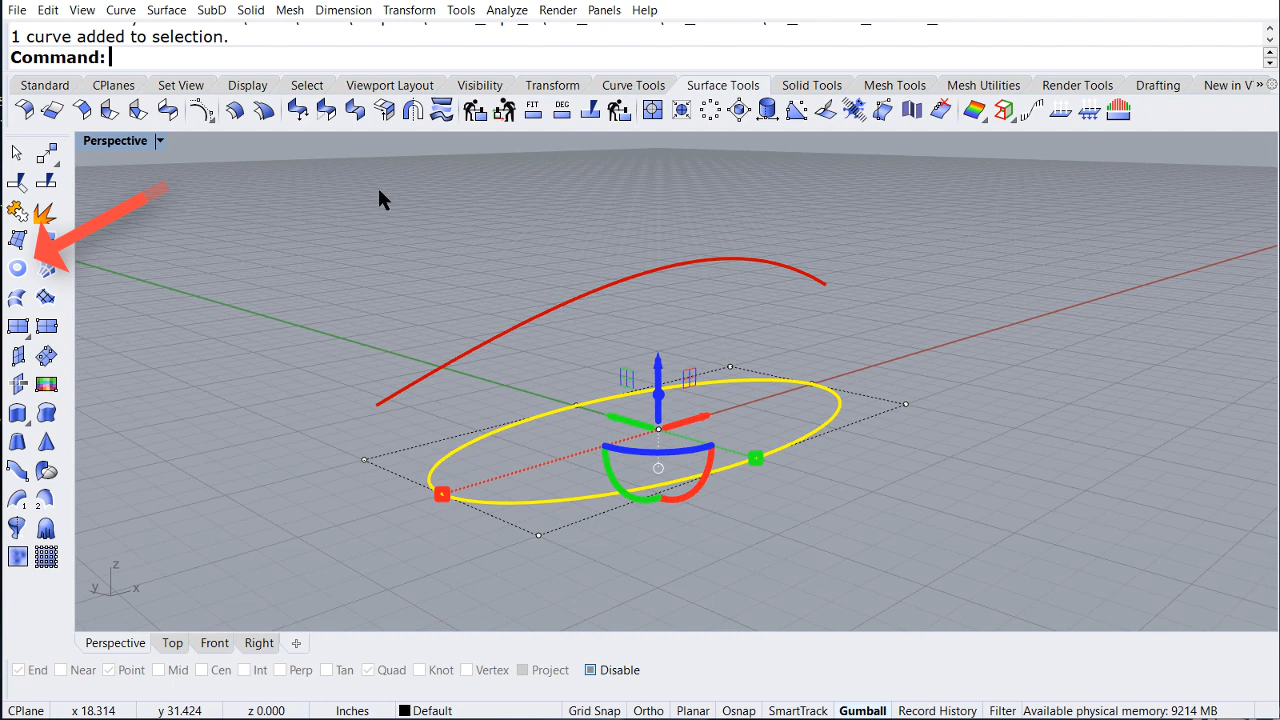 File Edit View Curve Surface SubD Solid Mesh Dimension Transform Tools Analyze Render Panels Help
1 curve added to selection.
Command:
Standard CPlanes Set View Display Select Viewport Layout Visibility Transform Curve Tools Surface Tools Solid Tools Mesh Tools Mesh Utilities Render Tools Drafting New in V »
FIT DEG
Perspective
1 2
z
y x
Perspective Top Front Right
End Near Point Mid Cen Int Perp Tan Quad Knot Vertex Project Disable
CPlane x 18.314 y 31.424 z 0.000 Inches Default Grid Snap Ortho Planar Osnap SmartTrack Gumball Record History Filter Available physical memory: 9214 MB